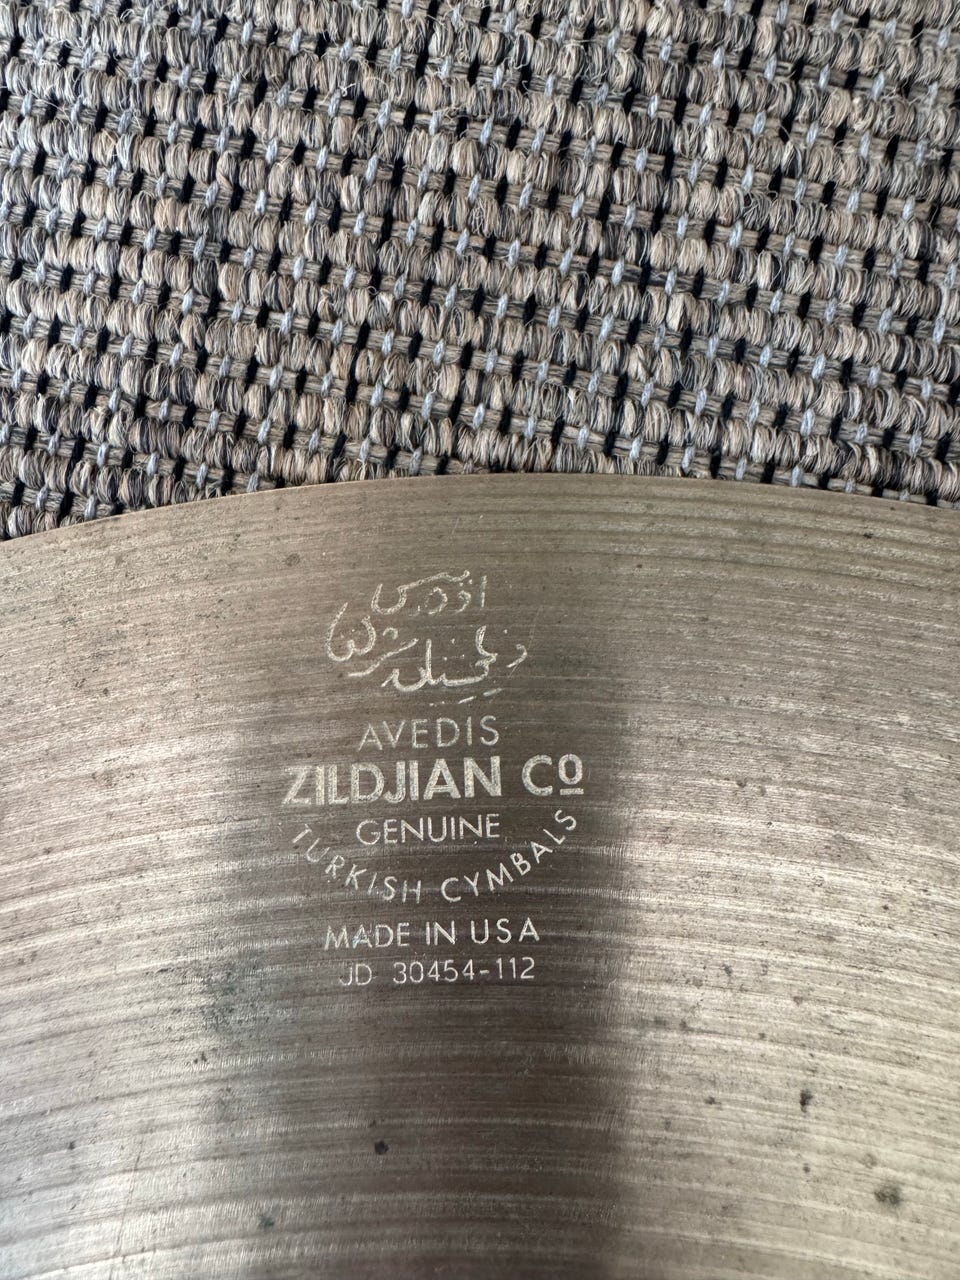 AVEDIS
ZILDJIAN Cº
GENUINE
TURKISH CYMBALS
MADE IN USA
JD 30454-112